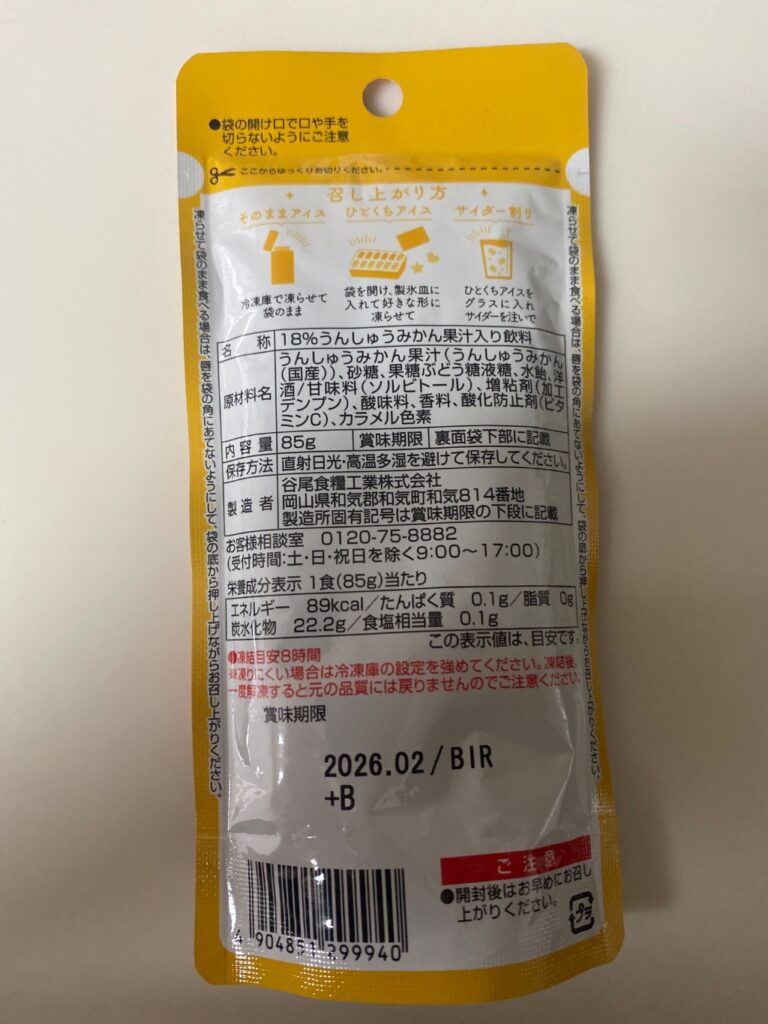 ●袋の開け口で口や手を
切らないようにご注意
ください。
ここからゆっくりお切りください。
召し上がり方
そのままアイス
ひとくちアイス
サイダー割り
冷凍庫で凍らせて
袋のまま
袋を開け、製氷皿に
入れて好きな形に
凍らせて
ひとくちアイスを
グラスに入れ
サイダーを注いで
凍らせて袋のまま食べる場合は、唇を袋の角にあてないようにして、袋の底から押し上げながらお召し上がりください。
凍らせて袋のまま食べる場合は、唇を袋の角にあてないようにして、袋の底から押し上げながらお召し上がりください。
名 称 18%うんしゅうみかん果汁入り飲料
原材料名 うんしゅうみかん果汁(うんしゅうみかん
(国産))、砂糖、果糖ぶどう糖液糖、水飴、洋
酒/甘味料(ソルビトール)、増粘剤(加工
デンプン)、酸味料、香料、酸化防止剤(ビタ
ミンC)、カラメル色素
内容量 85g 賞味期限 裏面袋下部に記載
保存方法 直射日光・高温多湿を避けて保存してください。
製造者 谷尾食糧工業株式会社
岡山県和気郡和気町和気814番地
製造所固有記号は賞味期限の下段に記載
お客様相談室 0120-75-8882
(受付時間:土・日・祝日を除く9:00〜17:00)
栄養成分表示 1食(85g)当たり
エネルギー 89kcal/たんぱく質 0.1g/脂質 0g
炭水化物 22.2g/食塩相当量 0.1g
この表示値は、目安です。
凍結目安8時間
※凍りにくい場合は冷凍庫の設定を強めてください。凍結後、
一度解凍すると元の品質には戻りませんのでご注意ください。
賞味期限
2026.02/BIR
+B
ご注意
●開封後はお早めにお召し
上がりください。
プラ
4 904851 299940